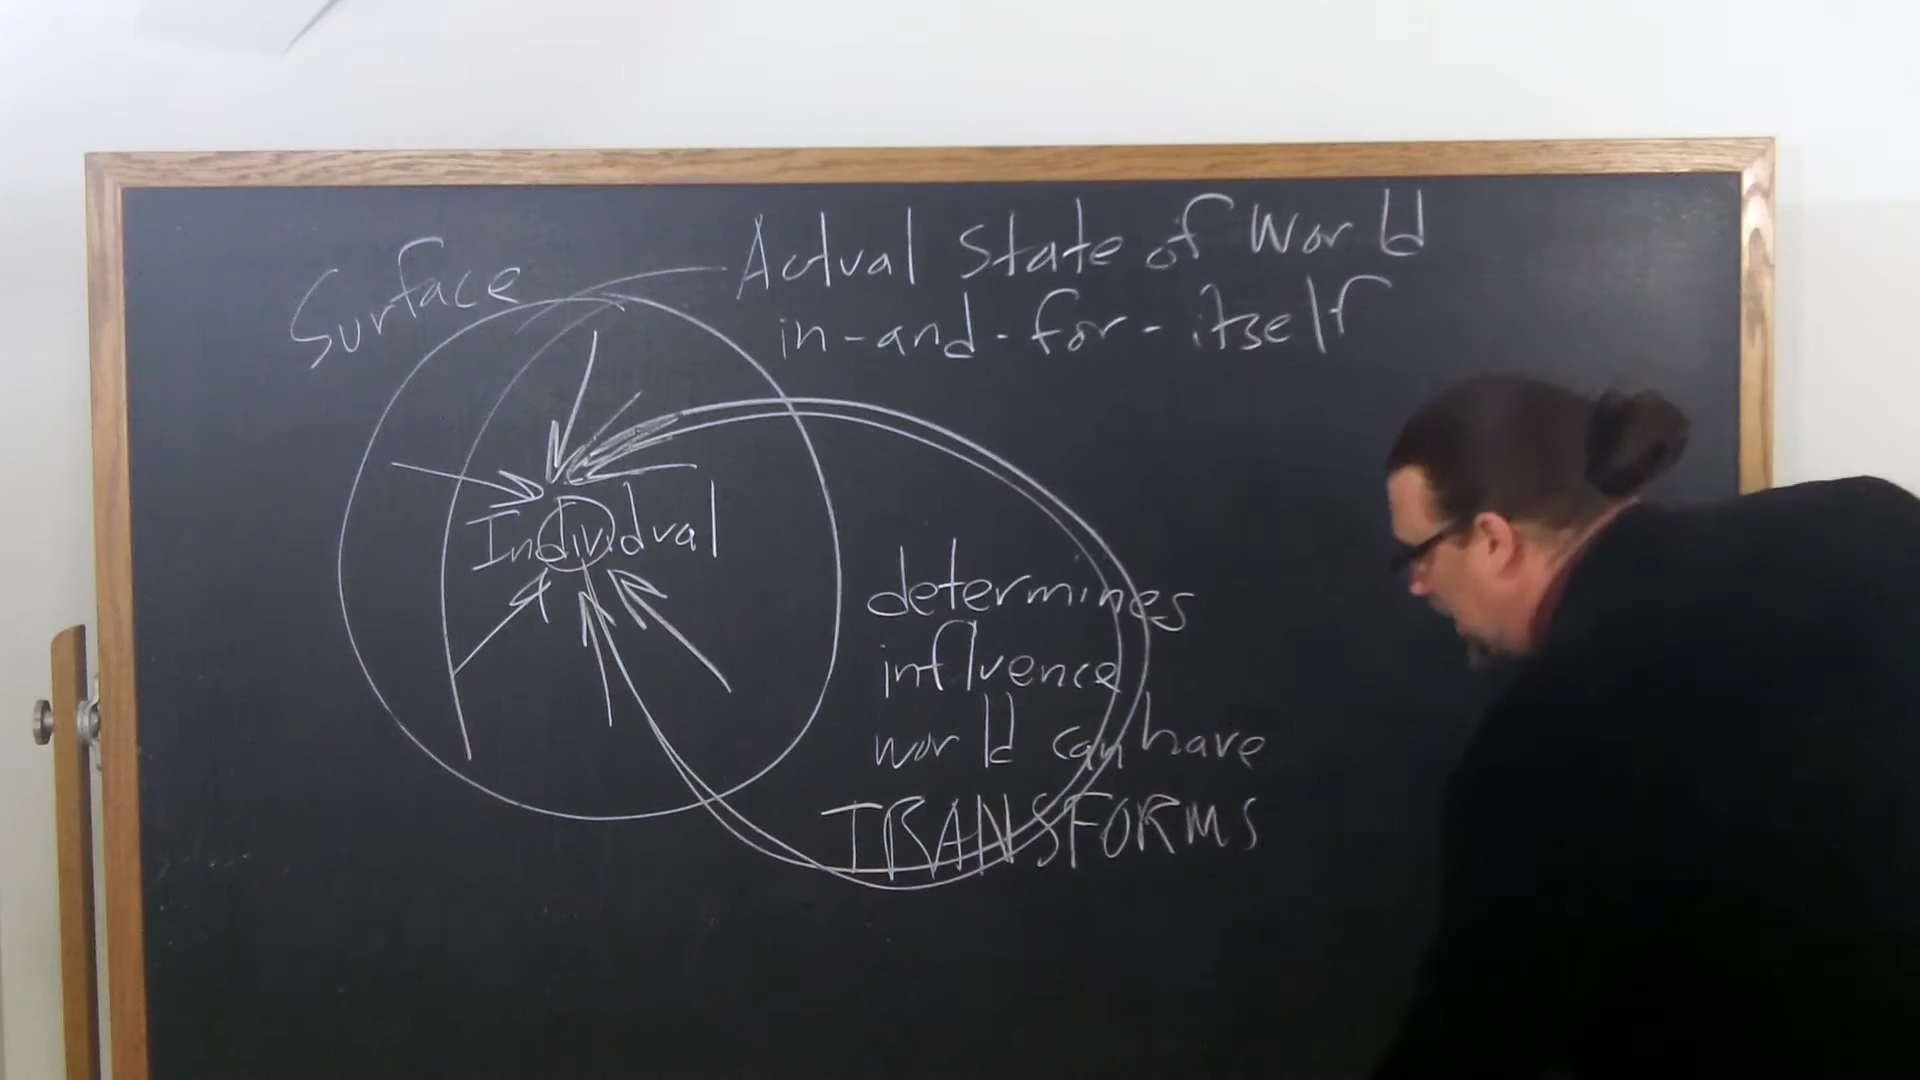 Surface
Actual State of World
in-and-for-itself
Individual
determines
influence
world can have
TRANSFORMS